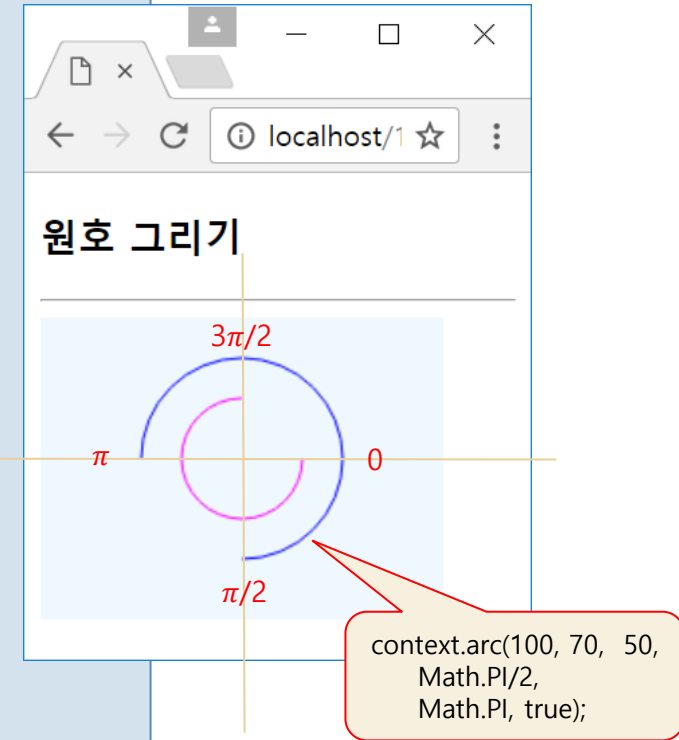 localhost/1
원호 그리기
3π/2
π
0
π/2
context.arc(100, 70, 50,
Math.PI/2,
Math.PI, true);